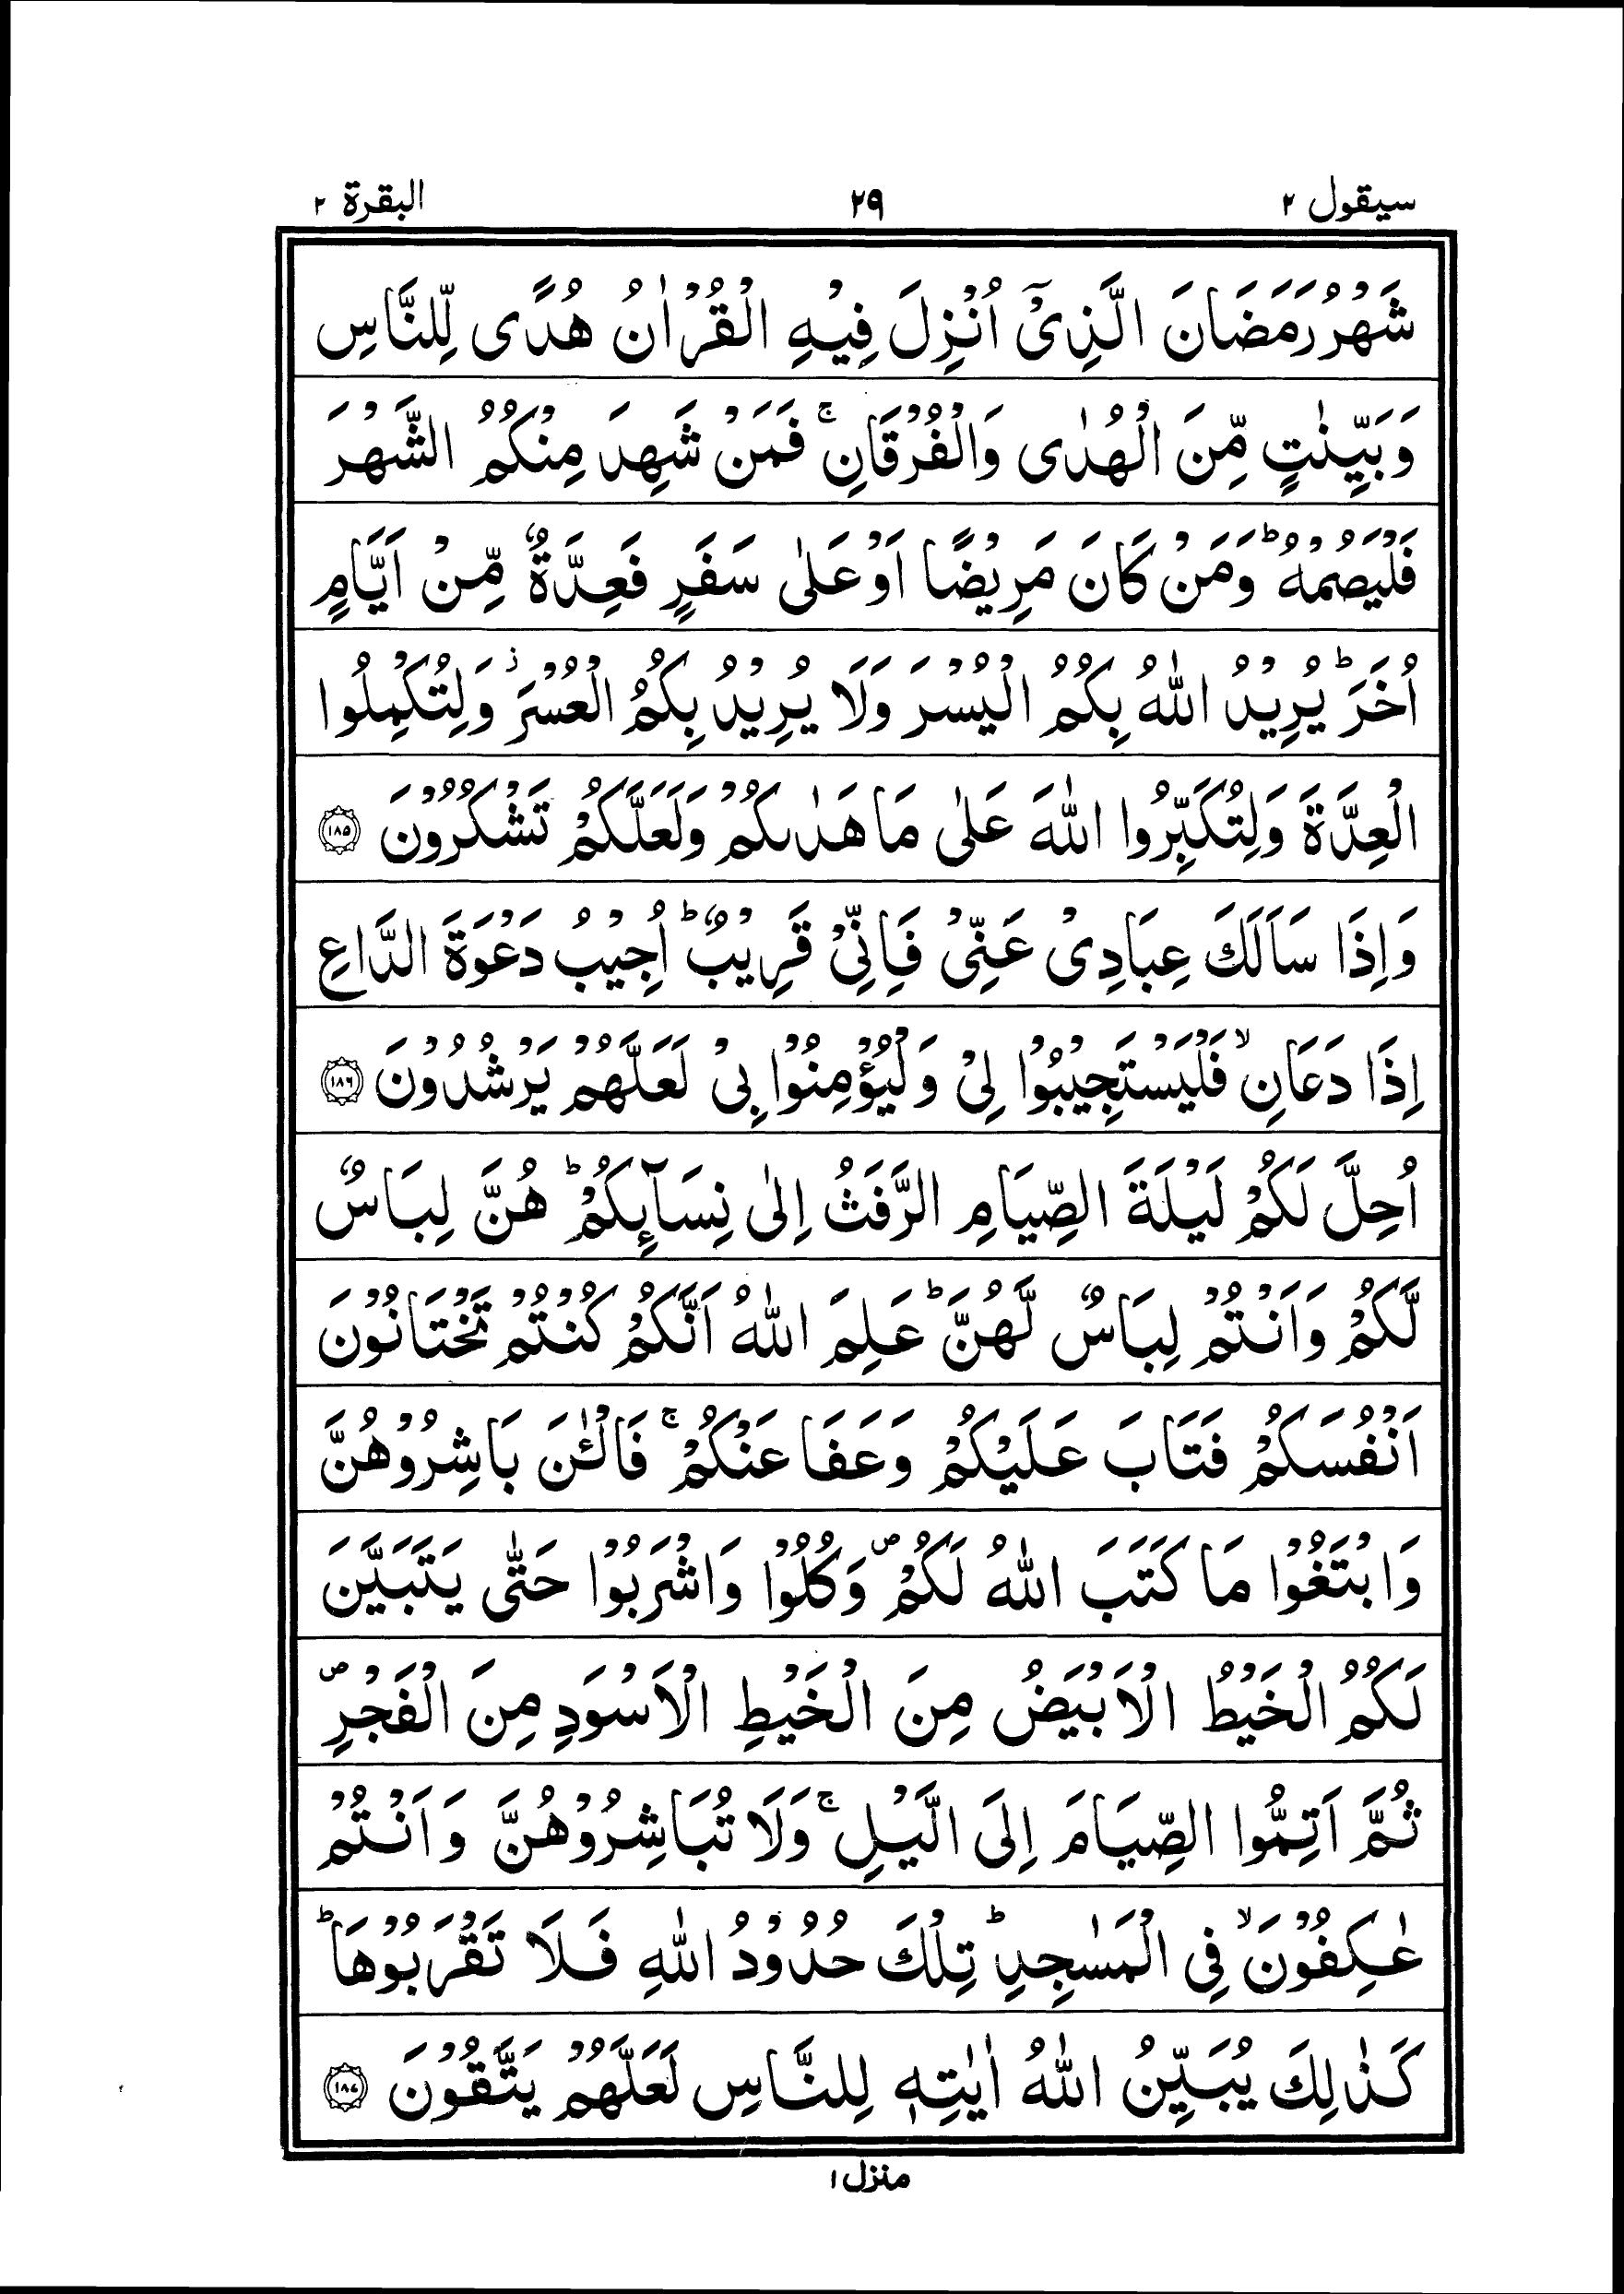 سيقول ٢ ٢٩ البقرة ٢
شَهْرُ رَمَضَانَ الَّذِىْٓ اُنْزِلَ فِيْهِ الْقُرْاٰنُ هُدًى لِّلنَّاسِ
وَبَيِّنٰتٍ مِّنَ الْهُدٰى وَالْفُرْقَانِ ۚ فَمَنْ شَهِدَ مِنْكُمُ الشَّهْرَ
فَلْيَصُمْهُ ؕ وَمَنْ كَانَ مَرِيْضًا اَوْ عَلٰى سَفَرٍ فَعِدَّةٌ مِّنْ اَيَّامٍ
اُخَرَ ؕ يُرِيْدُ اللّٰهُ بِكُمُ الْيُسْرَ وَلَا يُرِيْدُ بِكُمُ الْعُسْرَ ؗ وَلِتُكْمِلُوا
الْعِدَّةَ وَلِتُكَبِّرُوا اللّٰهَ عَلٰى مَا هَدٰىكُمْ وَلَعَلَّكُمْ تَشْكُرُوْنَ ١٨٥
وَاِذَا سَاَلَكَ عِبَادِىْ عَنِّىْ فَاِنِّىْ قَرِيْبٌ ؕ اُجِيْبُ دَعْوَةَ الدَّاعِ
اِذَا دَعَانِ ۙ فَلْيَسْتَجِيْبُوْا لِىْ وَلْيُؤْمِنُوْا بِىْ لَعَلَّهُمْ يَرْشُدُوْنَ ١٨٦
اُحِلَّ لَكُمْ لَيْلَةَ الصِّيَامِ الرَّفَثُ اِلٰى نِسَآئِكُمْ ؕ هُنَّ لِبَاسٌ
لَّكُمْ وَاَنْتُمْ لِبَاسٌ لَّهُنَّ ؕ عَلِمَ اللّٰهُ اَنَّكُمْ كُنْتُمْ تَخْتَانُوْنَ
اَنْفُسَكُمْ فَتَابَ عَلَيْكُمْ وَعَفَا عَنْكُمْ ۚ فَالْـٰٔنَ بَاشِرُوْهُنَّ
وَابْتَغُوْا مَا كَتَبَ اللّٰهُ لَكُمْ ۪ وَكُلُوْا وَاشْرَبُوْا حَتّٰى يَتَبَيَّنَ
لَكُمُ الْخَيْطُ الْاَبْيَضُ مِنَ الْخَيْطِ الْاَسْوَدِ مِنَ الْفَجْرِ ۪
ثُمَّ اَتِمُّوا الصِّيَامَ اِلَى الَّيْلِ ۚ وَلَا تُبَاشِرُوْهُنَّ وَاَنْتُمْ
عٰكِفُوْنَ ۙ فِى الْمَسٰجِدِ ؕ تِلْكَ حُدُوْدُ اللّٰهِ فَلَا تَقْرَبُوْهَا ؕ
كَذٰلِكَ يُبَيِّنُ اللّٰهُ اٰيٰتِهٖ لِلنَّاسِ لَعَلَّهُمْ يَتَّقُوْنَ ١٨٧
منزل ١